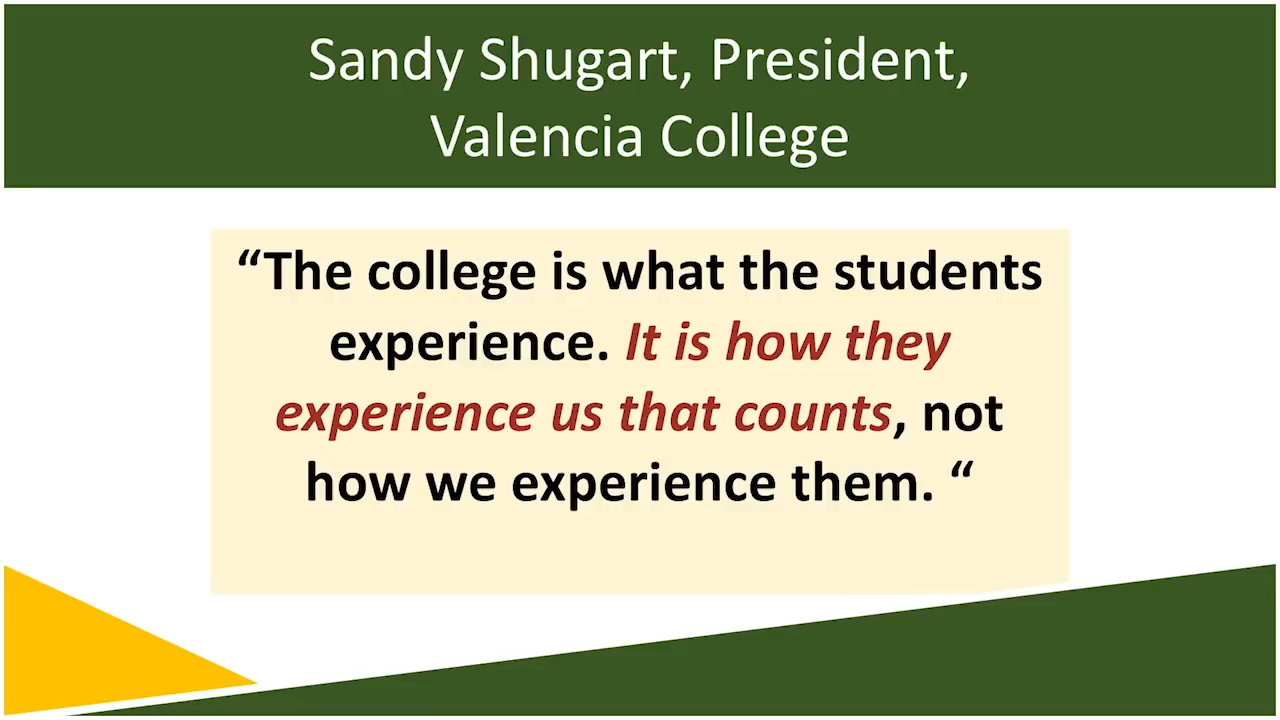 Sandy Shugart, President,
Valencia College
“The college is what the students
experience. It is how they
experience us that counts, not
how we experience them. “